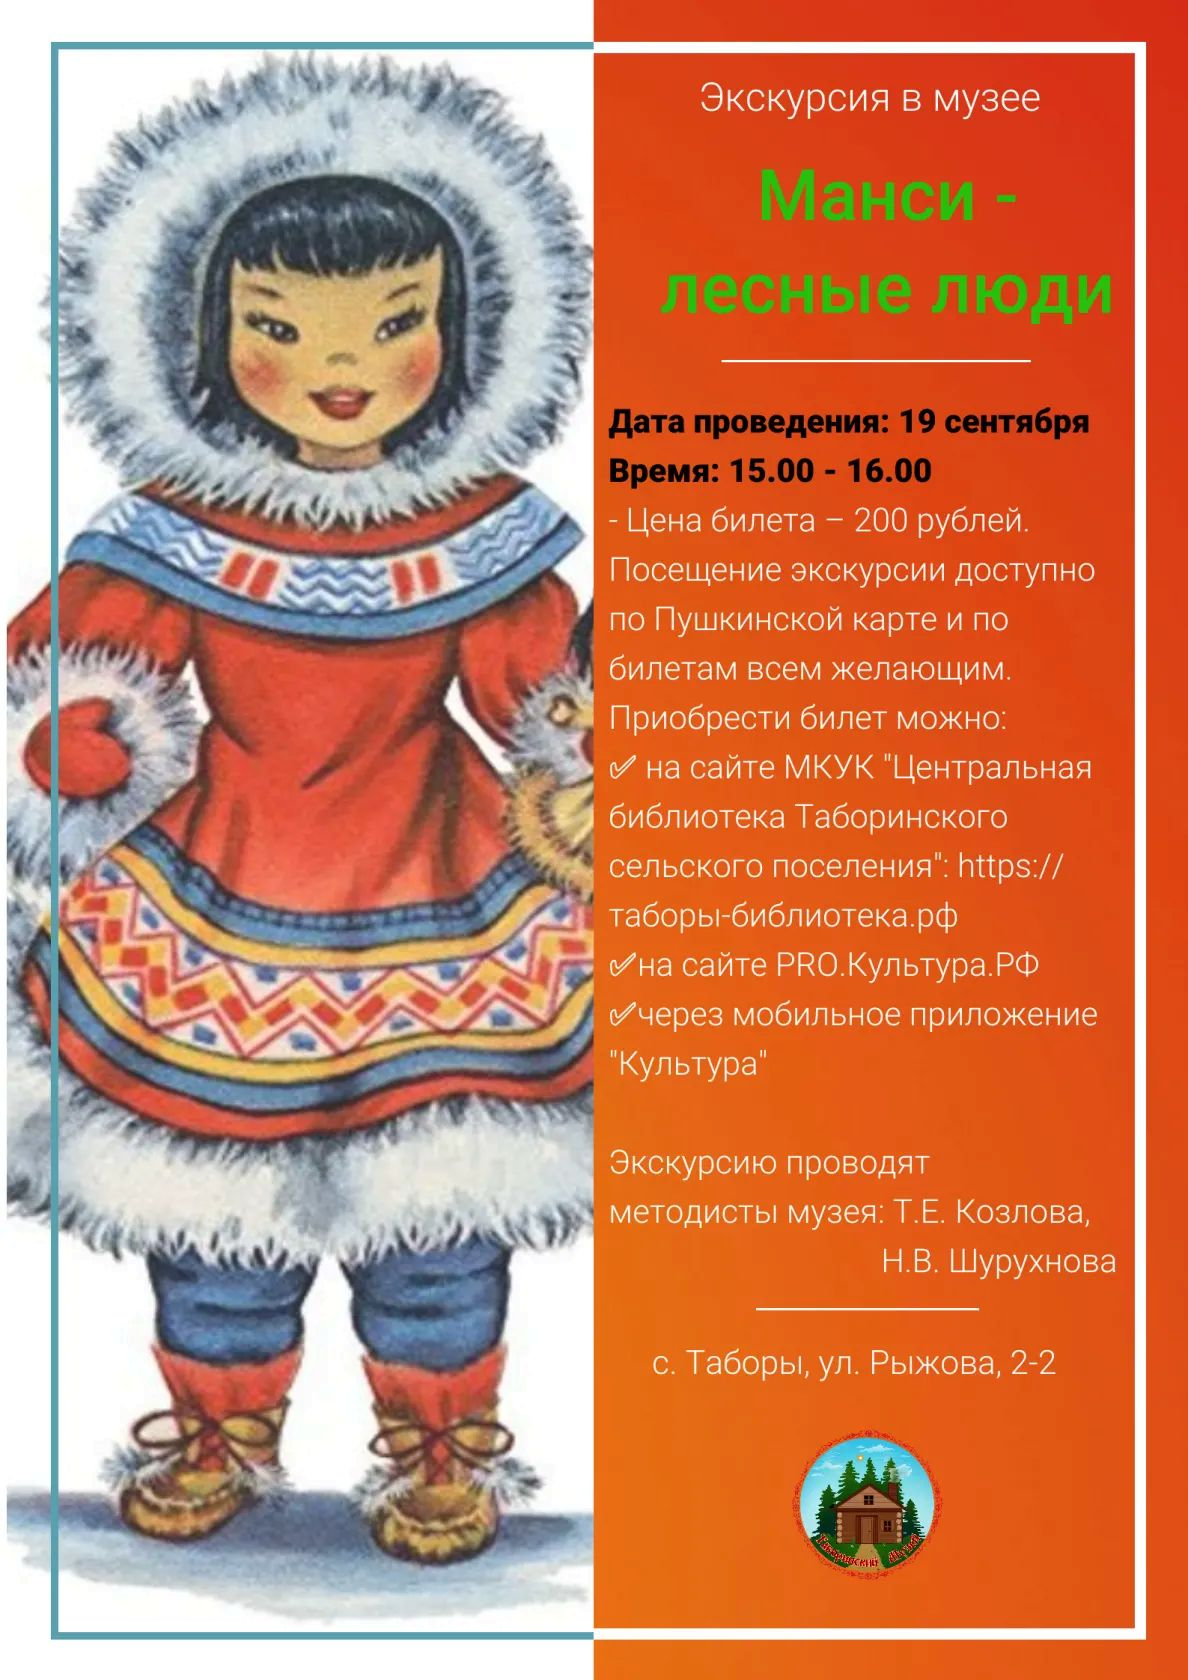 Экскурсия в музее
Манси -
лесные люди
Дата проведения: 19 сентября
Время: 15.00 - 16.00
- Цена билета – 200 рублей.
Посещение экскурсии доступно
по Пушкинской карте и по
билетам всем желающим.
Приобрести билет можно:
✅ на сайте МКУК "Центральная
библиотека Таборинского
сельского поселения": https://
таборы-библиотека.рф
✅на сайте PRO.Культура.РФ
✅через мобильное приложение
"Культура"
Экскурсию проводят
методисты музея: Т.Е. Козлова,
Н.В. Шурухнова
с. Таборы, ул. Рыжова, 2-2
Таборинский музей